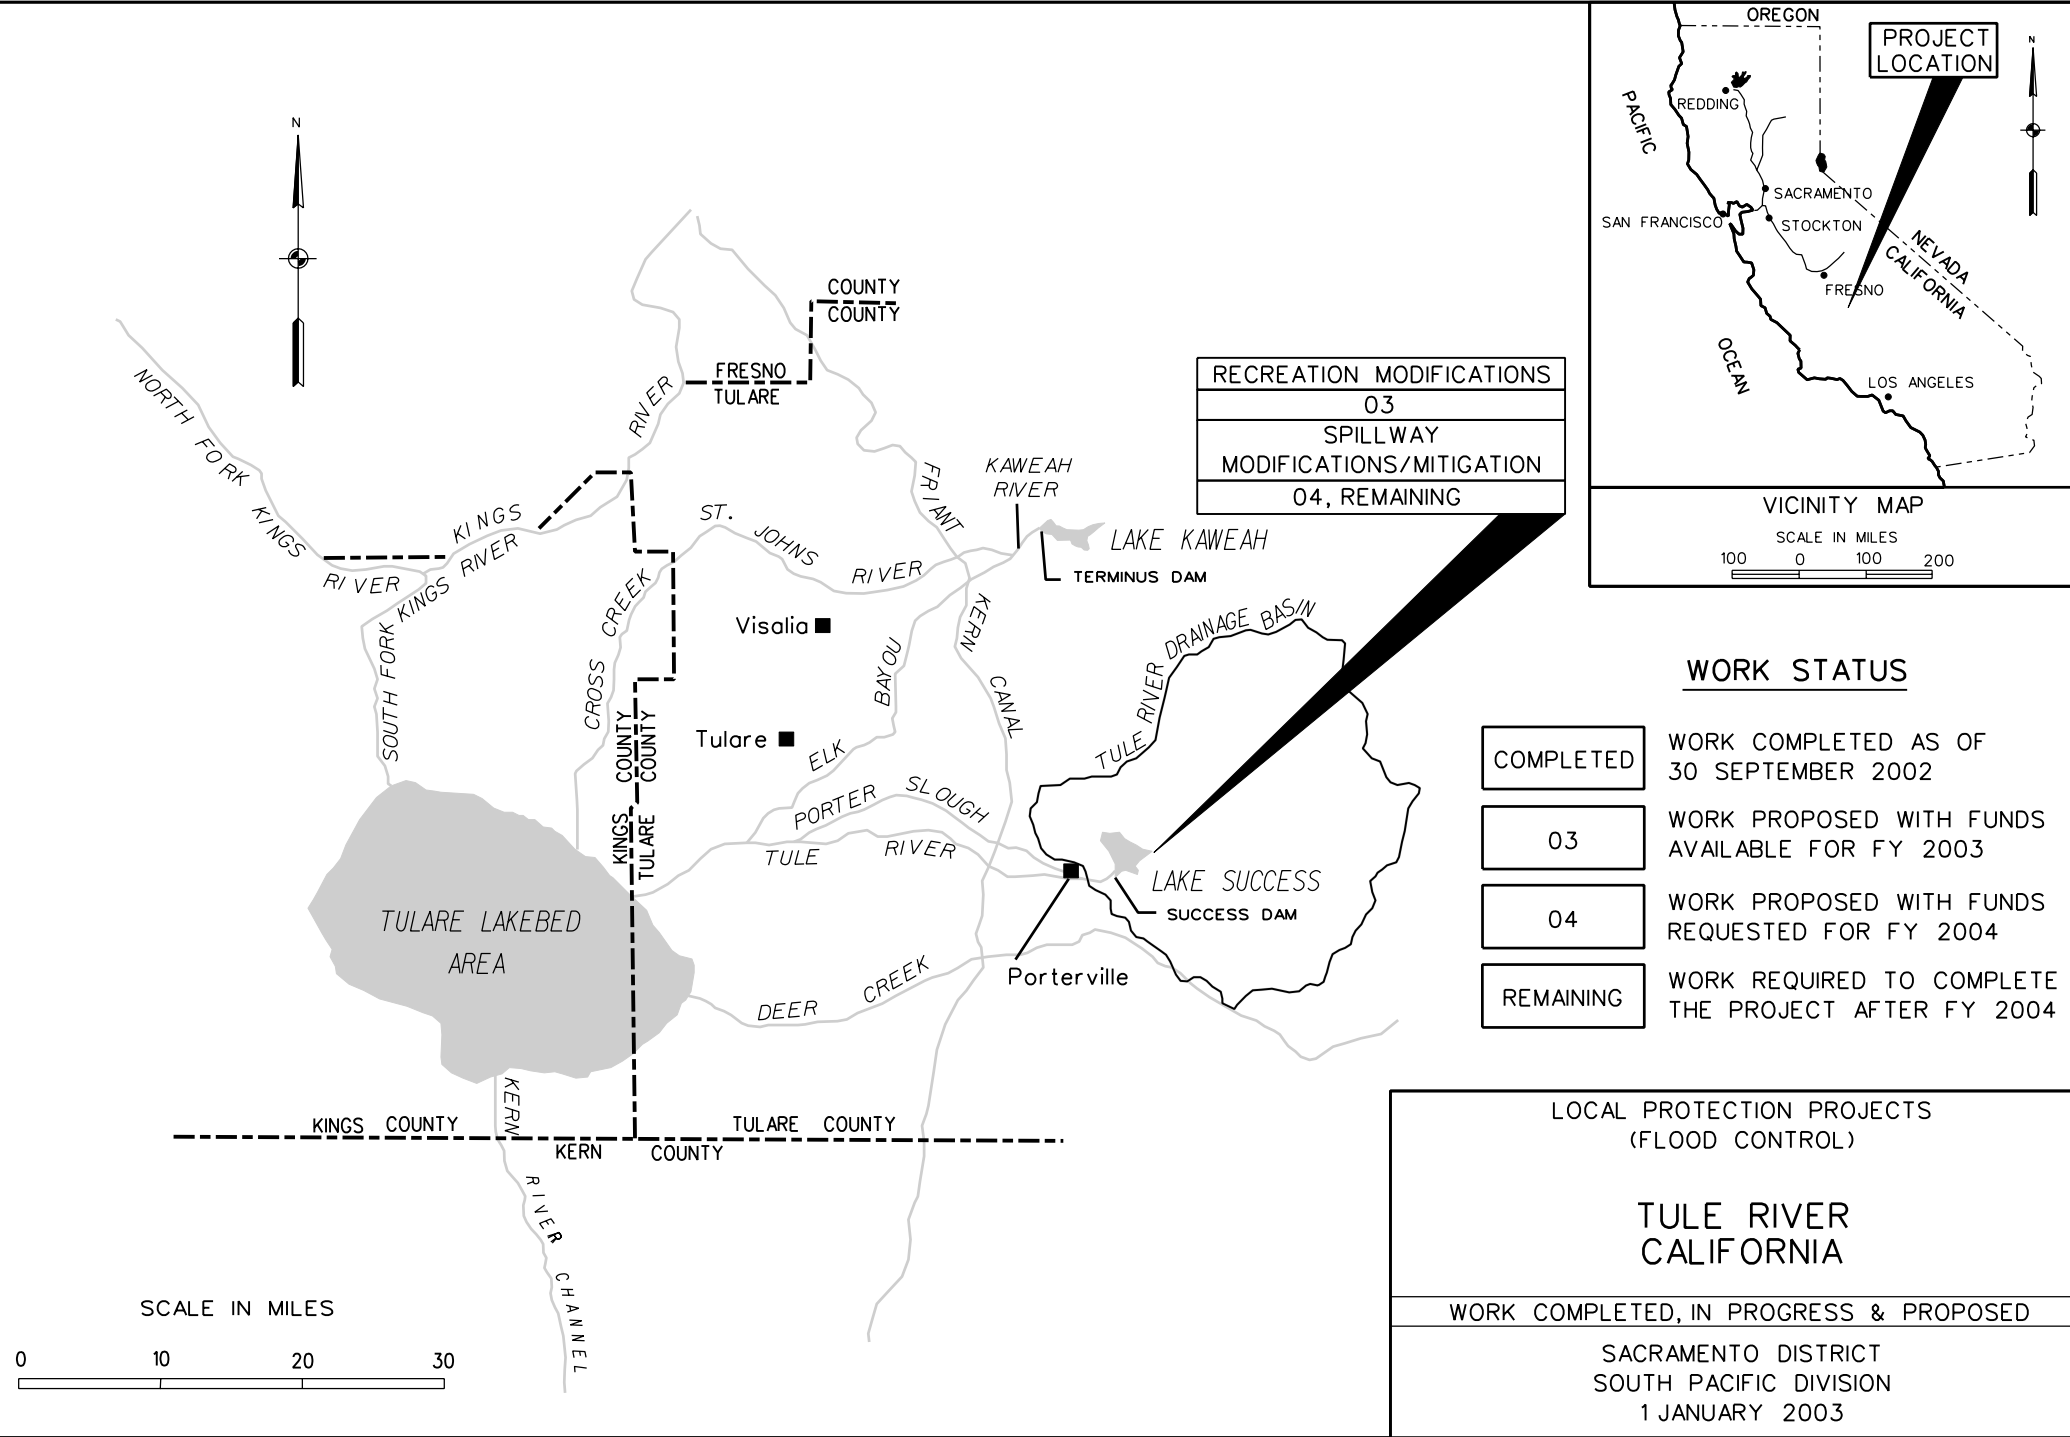 N
NORTH FORK KINGS RIVER
KINGS RIVER
KINGS RIVER
SOUTH FORK
RIVER
COUNTY
COUNTY
FRESNO
TULARE
ST. JOHNS RIVER
CROSS CREEK
FRIANT KERN CANAL
KAWEAH
RIVER
LAKE KAWEAH
TERMINUS DAM
Visalia
Tulare
ELK BAYOU
PORTER SLOUGH
TULE RIVER
TULE RIVER DRAINAGE BASIN
KINGS COUNTY
TULARE COUNTY
TULARE LAKEBED
AREA
LAKE SUCCESS
SUCCESS DAM
Porterville
DEER CREEK
KINGS COUNTY
TULARE COUNTY
KERN COUNTY
KERN RIVER CHANNEL
SCALE IN MILES
0 10 20 30
RECREATION MODIFICATIONS
03
SPILLWAY
MODIFICATIONS/MITIGATION
04, REMAINING
OREGON
PROJECT
LOCATION
N
PACIFIC
OCEAN
REDDING
SACRAMENTO
SAN FRANCISCO
STOCKTON
NEVADA
CALIFORNIA
FRESNO
LOS ANGELES
VICINITY MAP
SCALE IN MILES
100 0 100 200
WORK STATUS
COMPLETED
WORK COMPLETED AS OF
30 SEPTEMBER 2002
03
WORK PROPOSED WITH FUNDS
AVAILABLE FOR FY 2003
04
WORK PROPOSED WITH FUNDS
REQUESTED FOR FY 2004
REMAINING
WORK REQUIRED TO COMPLETE
THE PROJECT AFTER FY 2004
LOCAL PROTECTION PROJECTS
(FLOOD CONTROL)
TULE RIVER
CALIFORNIA
WORK COMPLETED, IN PROGRESS & PROPOSED
SACRAMENTO DISTRICT
SOUTH PACIFIC DIVISION
1 JANUARY 2003